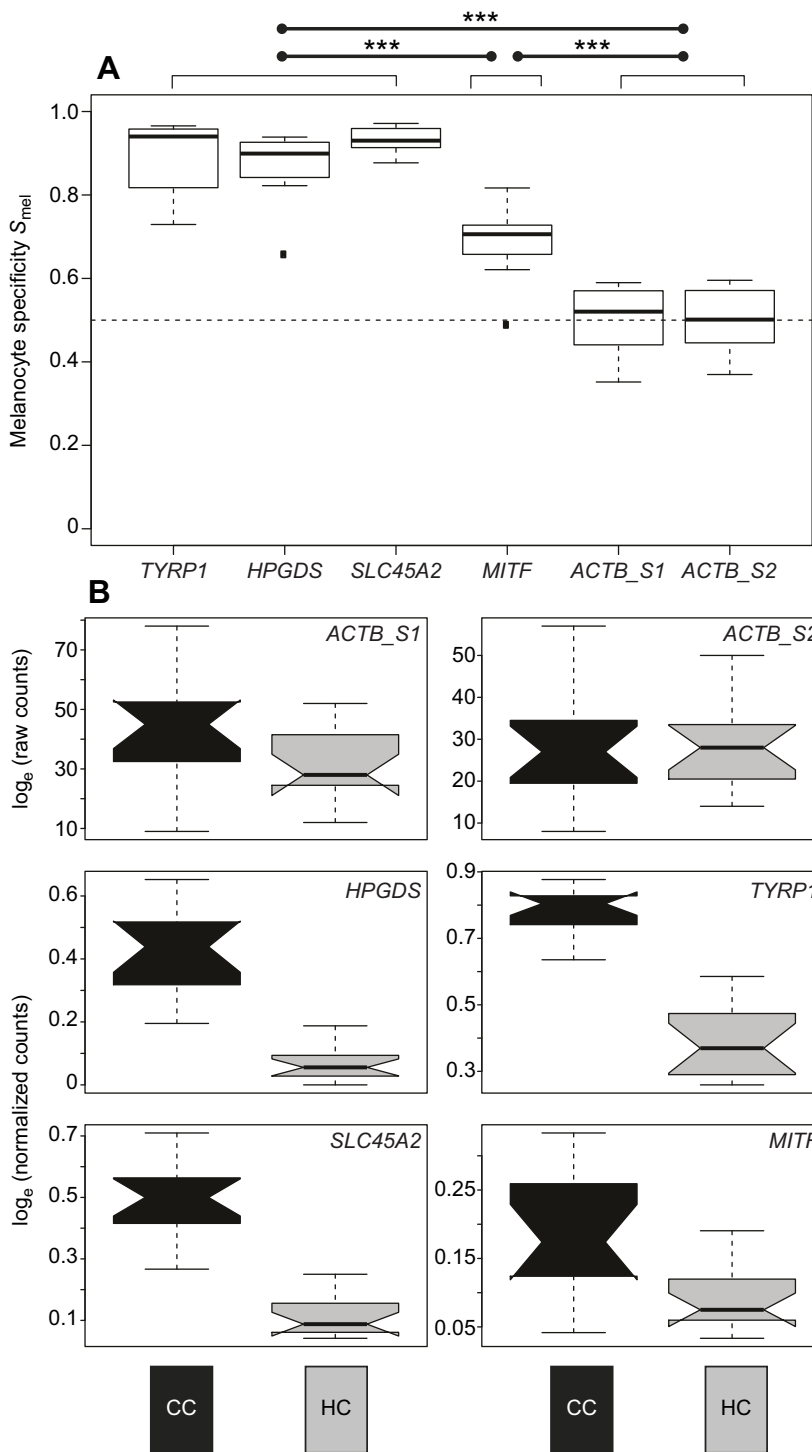 ***
*** ***
A
Melanocyte specificity Smel
1.0
0.8
0.6
0.4
0.2
0
TYRP1 HPGDS SLC45A2 MITF ACTB_S1 ACTB_S2
B
loge (raw counts)
70
50
30
10
ACTB_S1
50
40
30
20
10
ACTB_S2
loge (normalized counts)
0.6
0.4
0.2
0
HPGDS
0.9
0.7
0.5
0.3
TYRP1
0.7
0.5
0.3
0.1
SLC45A2
0.25
0.15
0.05
MITF
CC HC CC HC